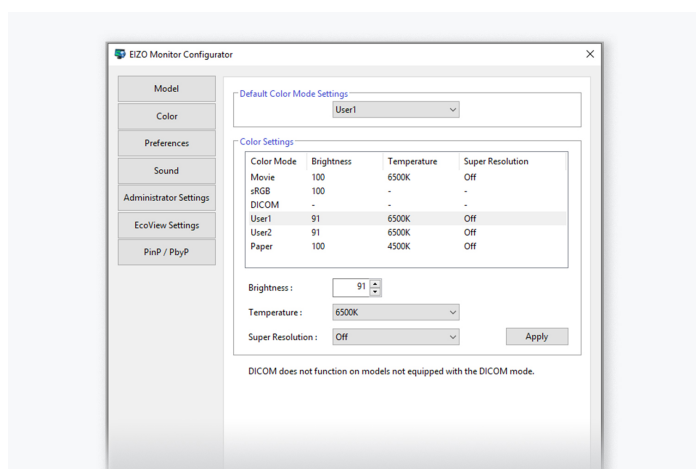 EIZO Monitor Configurator
Model
Color
Preferences
Sound
Administrator Settings
EcoView Settings
PinP / PbyP
Default Color Mode Settings
User1
Color Settings
Color Mode Brightness Temperature Super Resolution
Movie 100 6500K Off
sRGB 100 - -
DICOM - - -
User1 91 6500K Off
User2 91 6500K Off
Paper 100 4500K Off
Brightness : 91
Temperature : 6500K
Super Resolution : Off Apply
DICOM does not function on models not equipped with the DICOM mode.